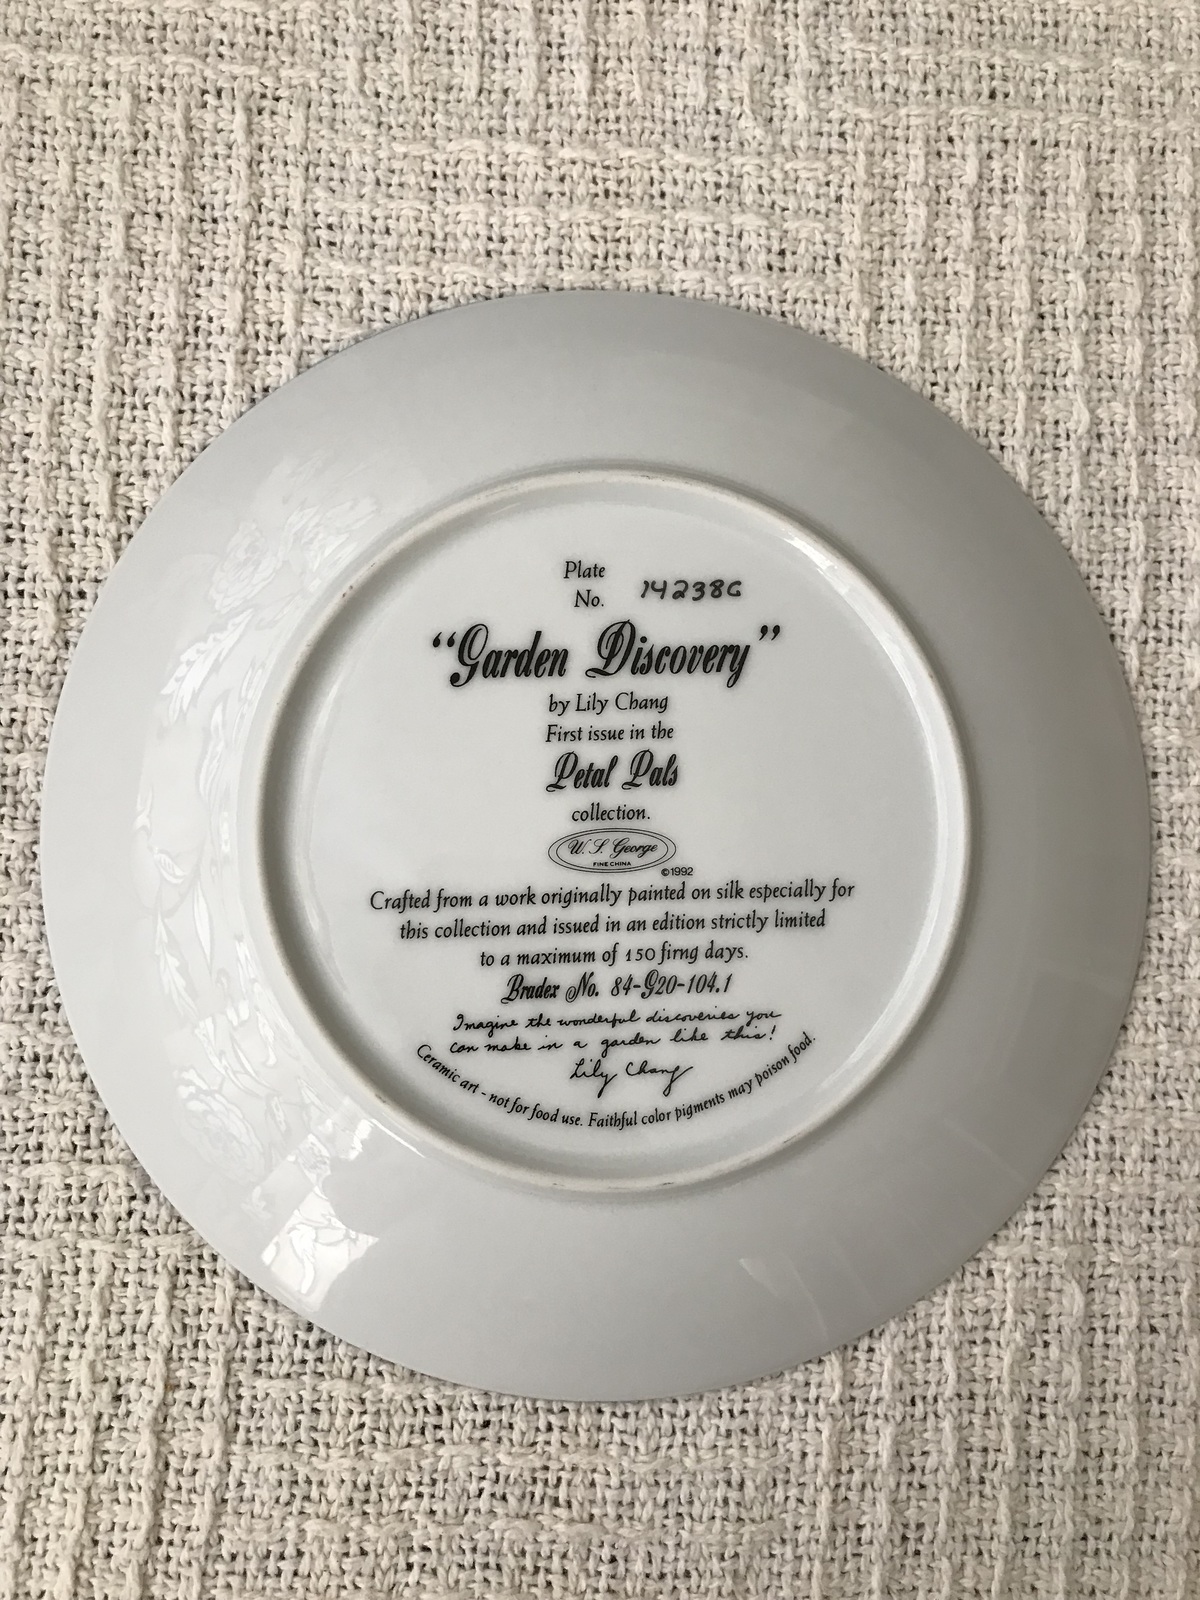 Plate
No. 14238G
“Garden Discovery”
by Lily Chang
First issue in the
Petal Pals
collection.
W. S. George
FINE CHINA
©1992
Crafted from a work originally painted on silk especially for
this collection and issued in an edition strictly limited
to a maximum of 150 firng days.
Bradex No. 84-G20-104.1
Imagine the wonderful discoveries you
can make in a garden like this!
Lily Chang
Ceramic art - not for food use. Faithful color pigments may poison food.